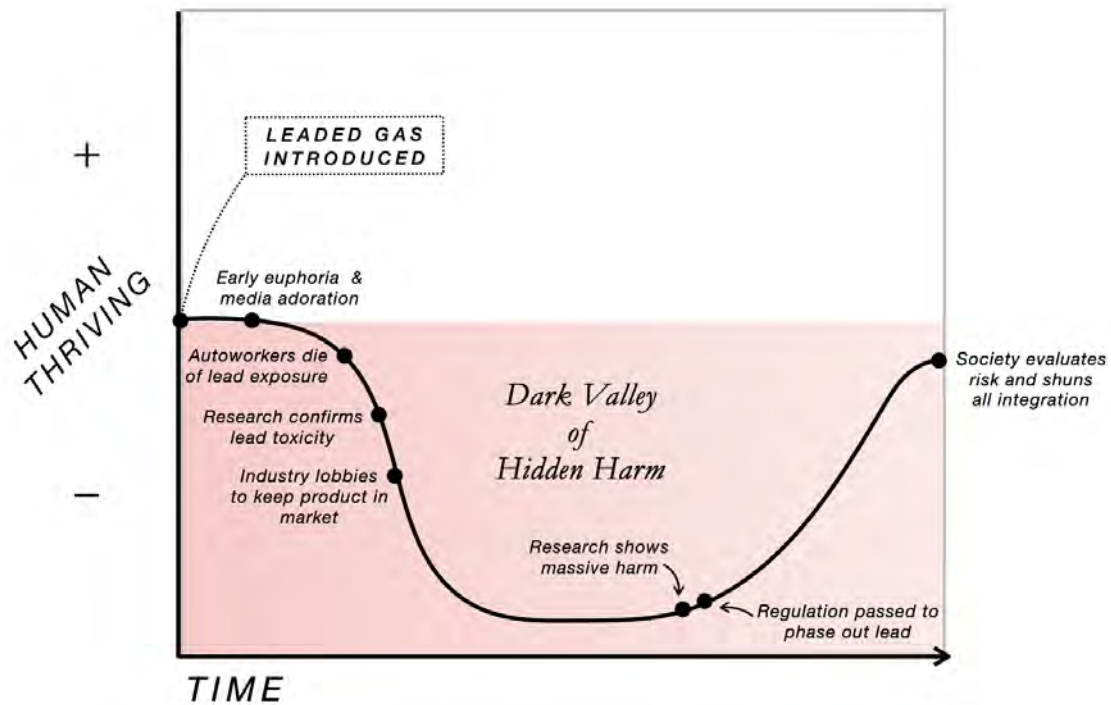 LEADED GAS
INTRODUCED
+
HUMAN
THRIVING
−
Early euphoria &
media adoration
Autoworkers die
of lead exposure
Research confirms
lead toxicity
Industry lobbies
to keep product in
market
Dark Valley
of
Hidden Harm
Research shows
massive harm
Regulation passed to
phase out lead
Society evaluates
risk and shuns
all integration
TIME